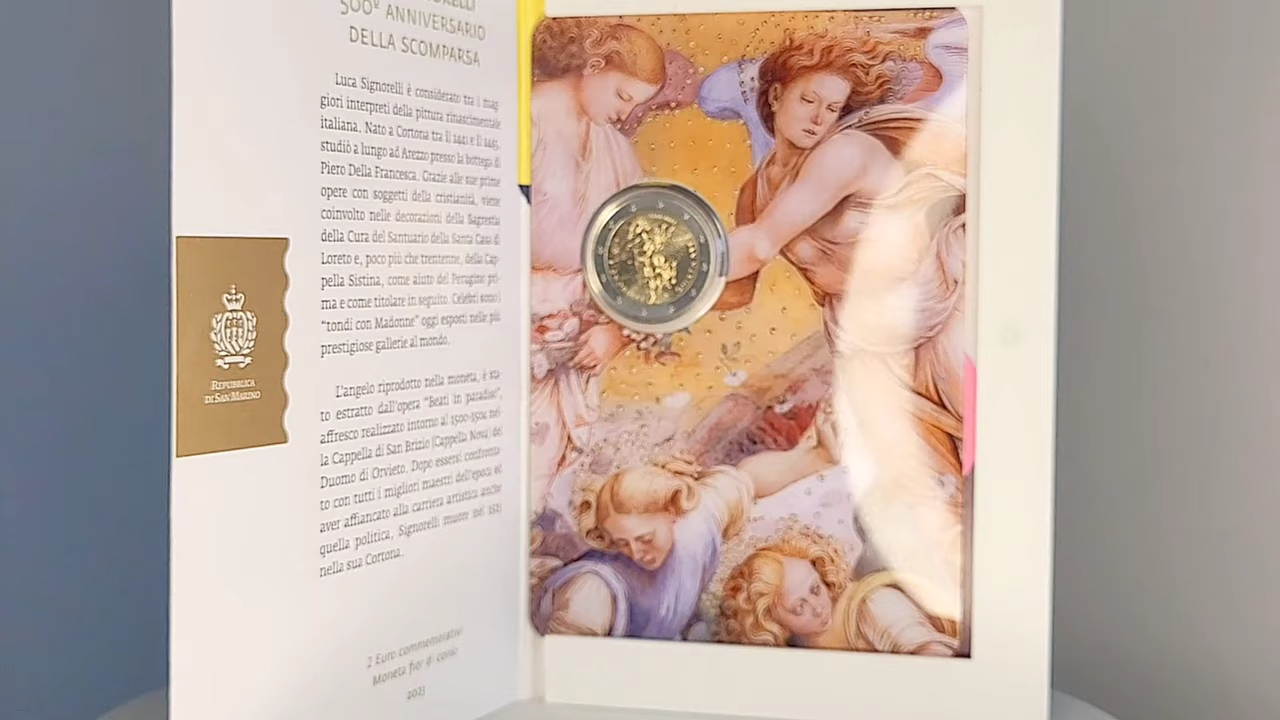 500º ANNIVERSARIO
DELLA SCOMPARSA
Luca Signorelli è considerato tra i mag-
giori interpreti della pittura rinascimentale
italiana. Nato a Cortona tra il 1441 e il 1445,
studiò a lungo ad Arezzo presso la bottega di
Piero Della Francesca. Grazie alle sue prime
opere con soggetti della cristianità, viene
coinvolto nelle decorazioni della Sagrestia
della Cura del Santuario della Santa Casa di
Loreto e, poco più che trentenne, della Cap-
pella Sistina, come aiuto del Perugino pri-
ma e come titolare in seguito. Celebri sono i
“tondi con Madonne” oggi esposti nelle più
prestigiose gallerie al mondo.
L’angelo riprodotto nella moneta, è sta-
to estratto dall’opera “Beati in paradiso”,
affresco realizzato intorno al 1500-1504 nel-
la Cappella di San Brizio (Cappella Nova) del
Duomo di Orvieto. Dopo essersi confronta-
to con tutti i migliori maestri dell’epoca ed
aver affiancato alla carriera artistica anche
quella politica, Signorelli muore nel 1523
nella sua Cortona.
REPUBBLICA
DI SAN MARINO
2 Euro commemorativi
Moneta fior di conio
2023